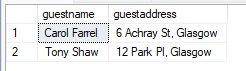 guestname guestaddress
1 Carol Farrel 6 Achray St, Glasgow
2 Tony Shaw 12 Park Pl, Glasgow